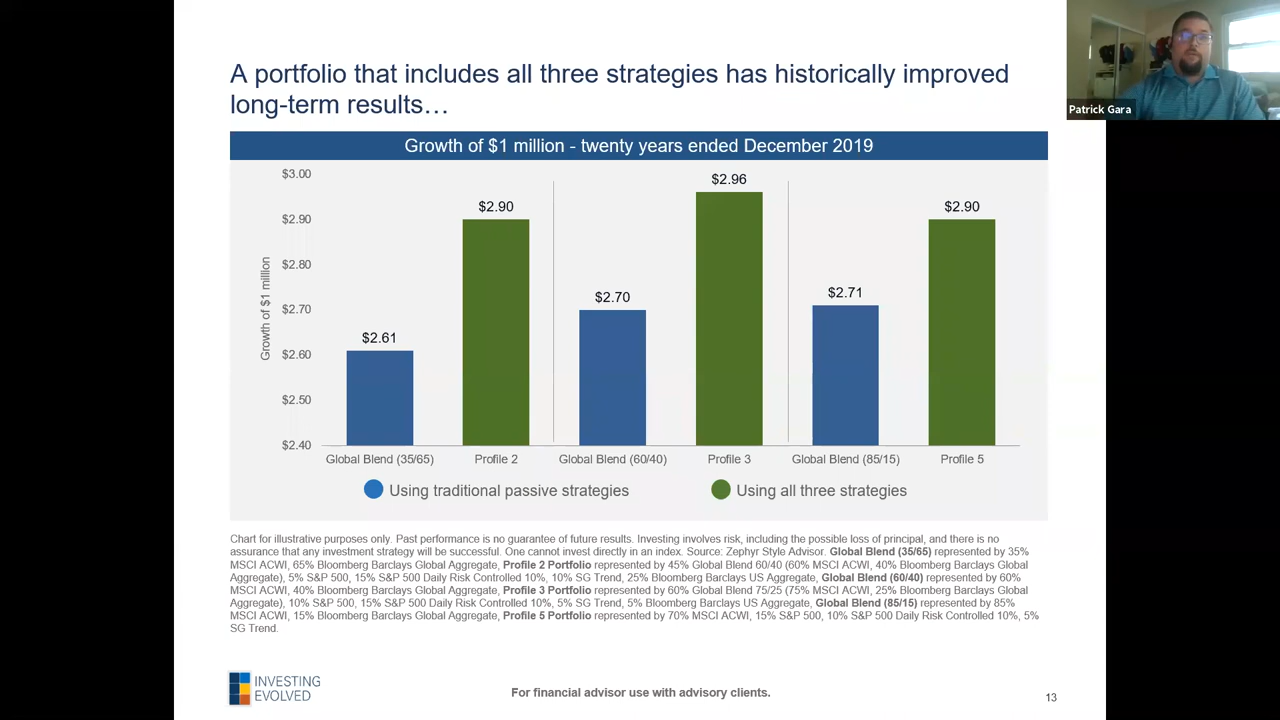 A portfolio that includes all three strategies has historically improved
long-term results…
Patrick Gara
Growth of $1 million - twenty years ended December 2019
Growth of $1 million
$3.00
$2.90
$2.80
$2.70
$2.60
$2.50
$2.40
$2.61
$2.90
$2.70
$2.96
$2.71
$2.90
Global Blend (35/65)
Profile 2
Global Blend (60/40)
Profile 3
Global Blend (85/15)
Profile 5
Using traditional passive strategies
Using all three strategies
Chart for illustrative purposes only. Past performance is no guarantee of future results. Investing involves risk, including the possible loss of principal, and there is no
assurance that any investment strategy will be successful. One cannot invest directly in an index. Source: Zephyr Style Advisor. Global Blend (35/65) represented by 35%
MSCI ACWI, 65% Bloomberg Barclays Global Aggregate, Profile 2 Portfolio represented by 45% Global Blend 60/40 (60% MSCI ACWI, 40% Bloomberg Barclays Global
Aggregate), 5% S&P 500, 15% S&P 500 Daily Risk Controlled 10%, 10% SG Trend, 25% Bloomberg Barclays US Aggregate, Global Blend (60/40) represented by 60%
MSCI ACWI, 40% Bloomberg Barclays Global Aggregate, Profile 3 Portfolio represented by 60% Global Blend 75/25 (75% MSCI ACWI, 25% Bloomberg Barclays Global
Aggregate), 10% S&P 500, 15% S&P 500 Daily Risk Controlled 10%, 5% SG Trend, 5% Bloomberg Barclays US Aggregate, Global Blend (85/15) represented by 85%
MSCI ACWI, 15% Bloomberg Barclays Global Aggregate, Profile 5 Portfolio represented by 70% MSCI ACWI, 15% S&P 500, 10% S&P 500 Daily Risk Controlled 10%, 5%
SG Trend.
INVESTING
EVOLVED
For financial advisor use with advisory clients.
13